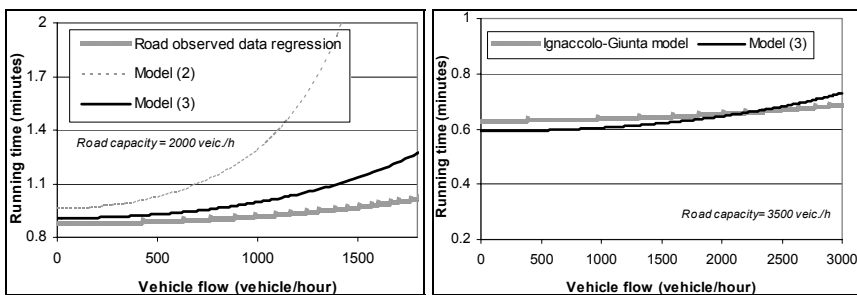 2
1.7
1.4
1.1
0.8
Running time (minutes)
Road observed data regression
Model (2)
Model (3)
Road capacity = 2000 veic./h
0
500
1000
1500
Vehicle flow (vehicle/hour)
1
0.8
0.6
0.4
0.2
Running time (minutes)
Ignaccolo-Giunta model
Model (3)
Road capacity= 3500 veic./h
0
500
1000
1500
2000
2500
3000
Vehicle flow (vehicle/hour)